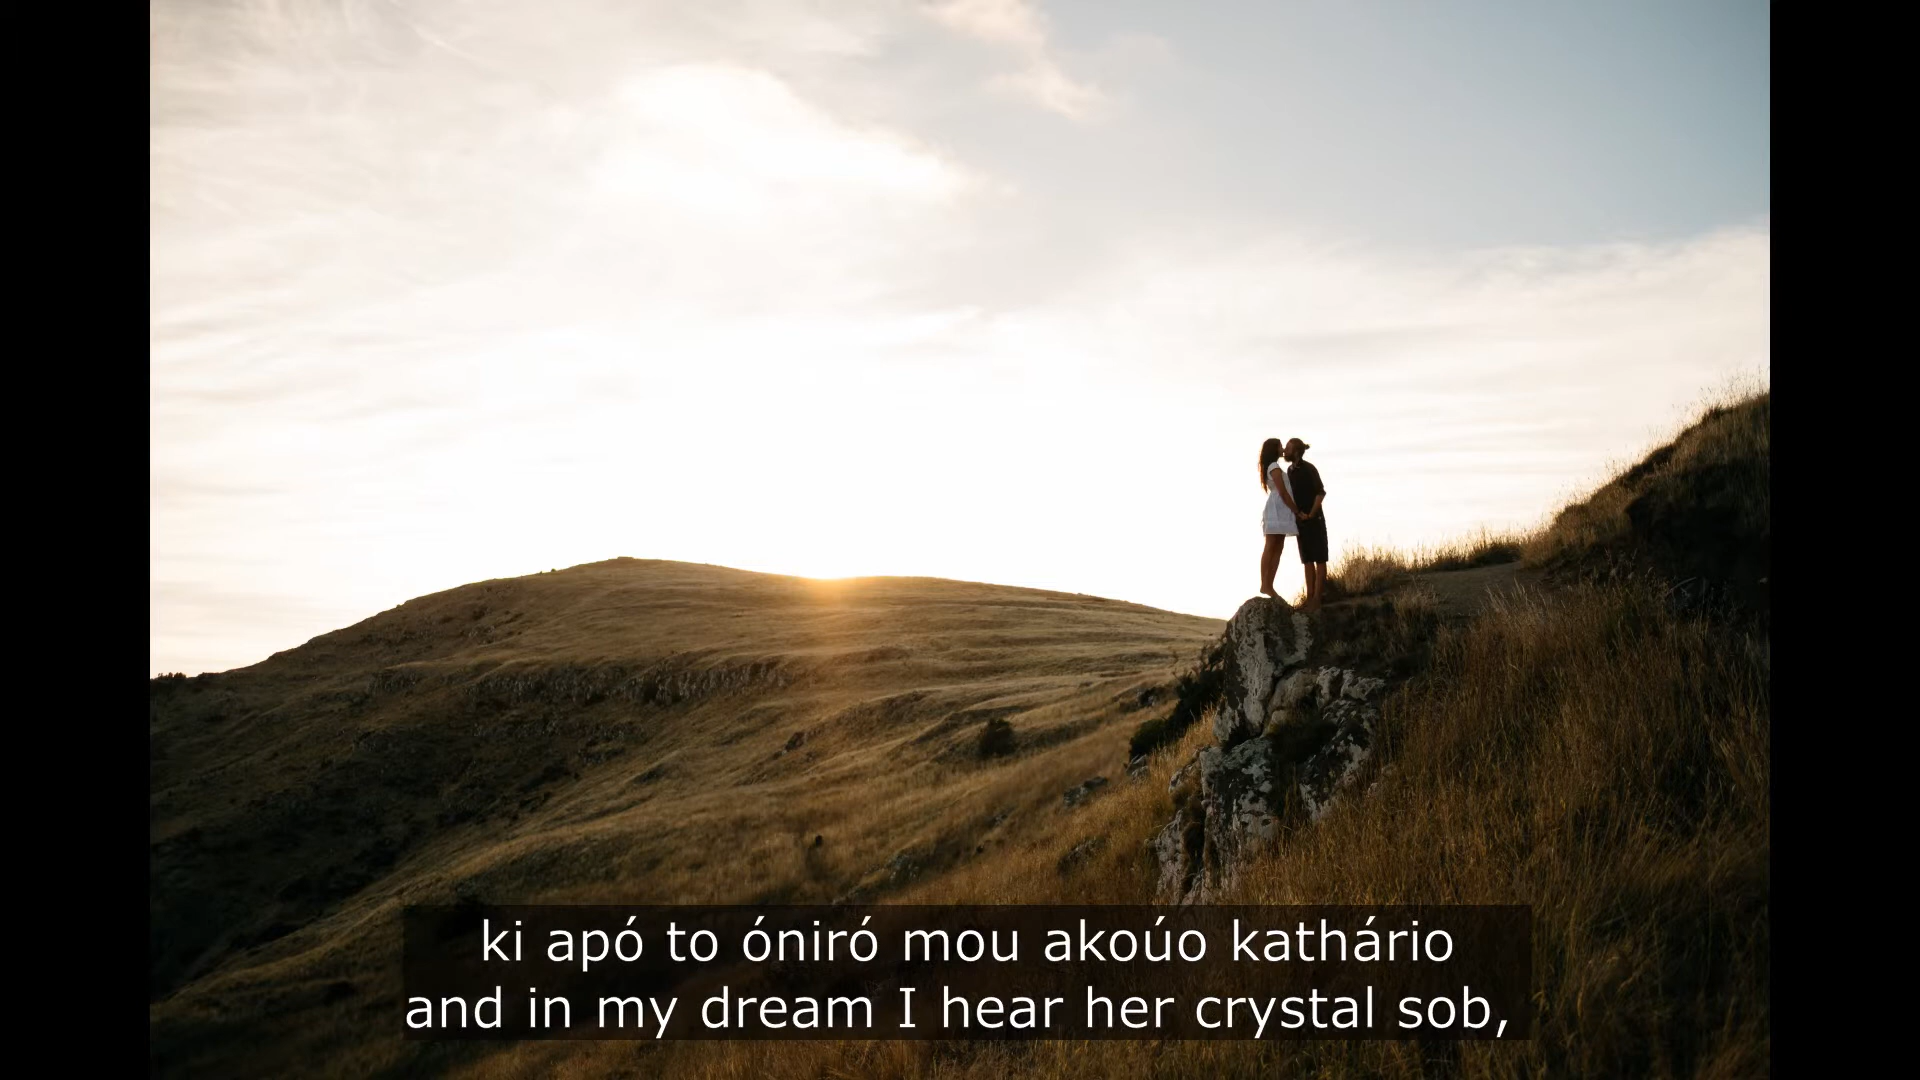 ki apó to óniró mou akoúo kathário
and in my dream I hear her crystal sob,